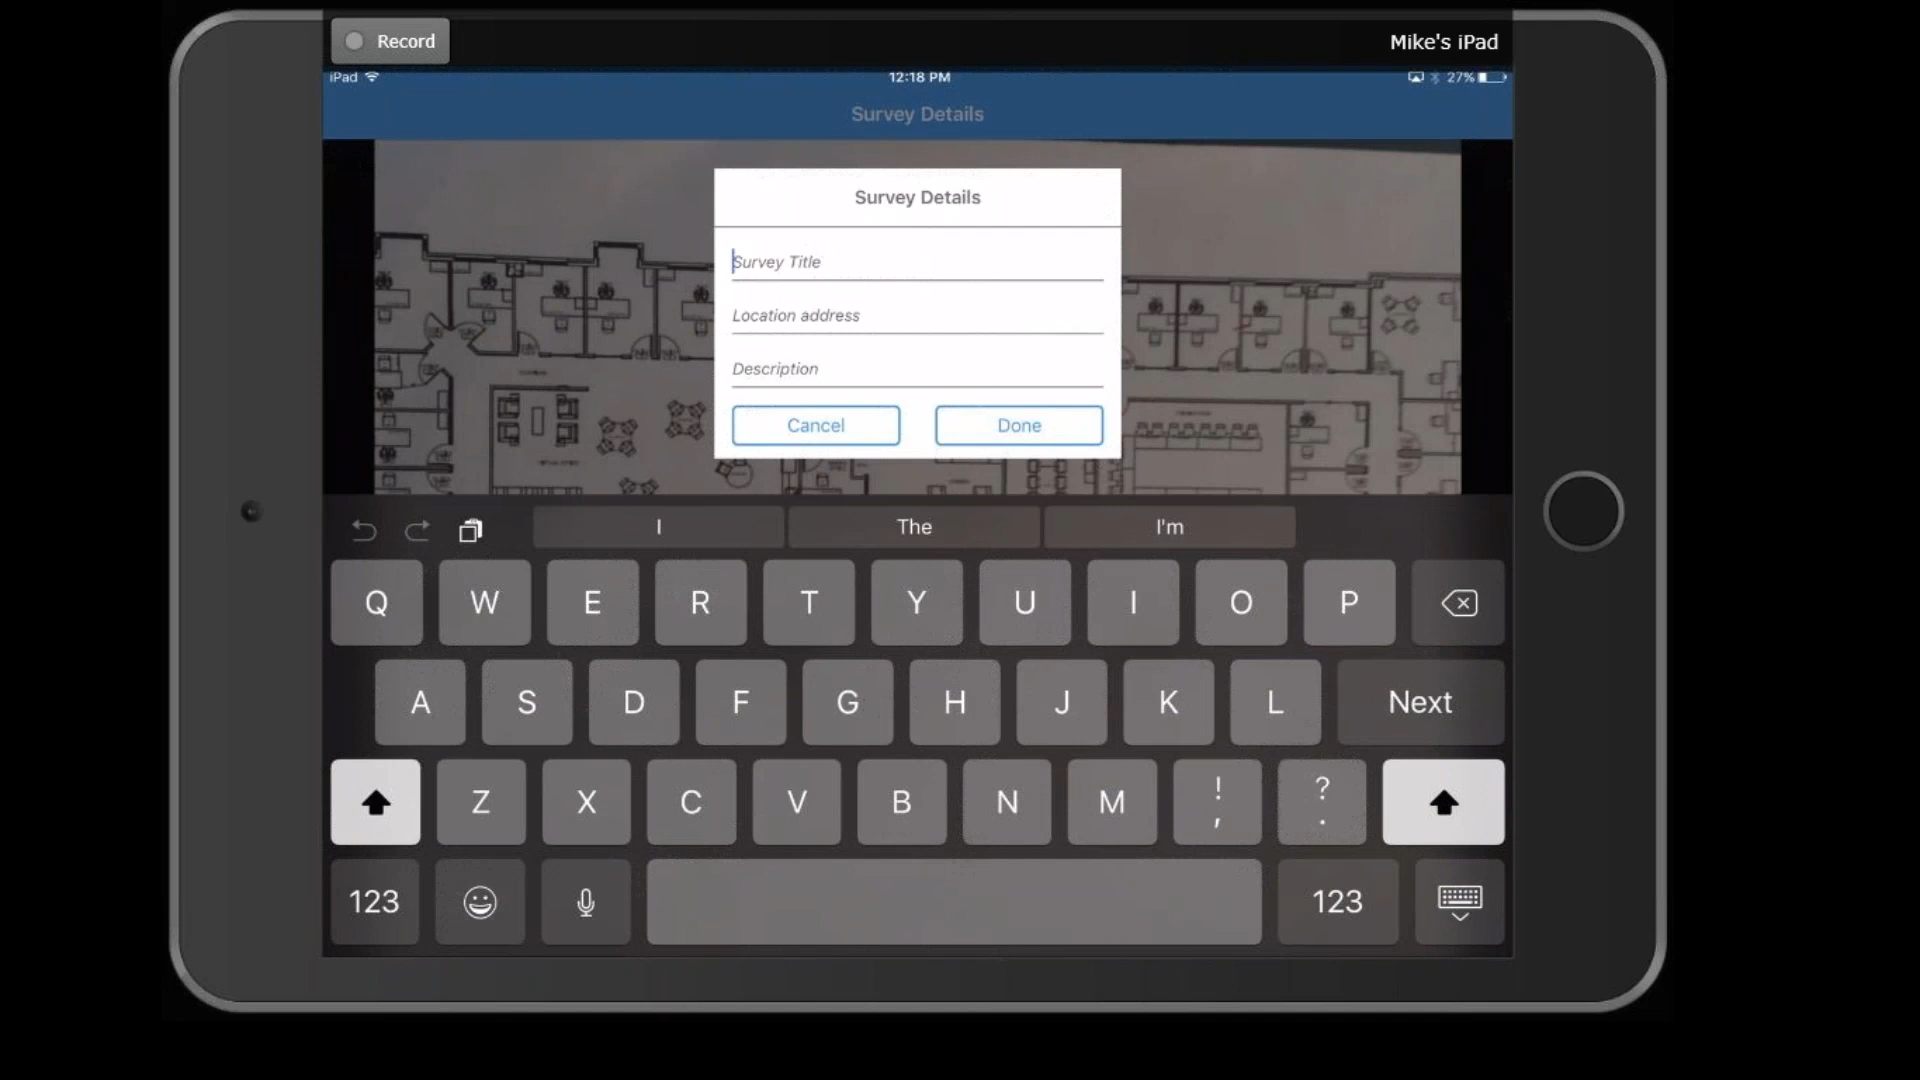 Record
Mike's iPad
iPad
12:18 PM
27%
Survey Details
Survey Details
Survey Title
Location address
Description
Cancel
Done
I
The
I'm
Q W E R T Y U I O P
A S D F G H J K L Next
Z X C V B N M ! , ? .
123
123